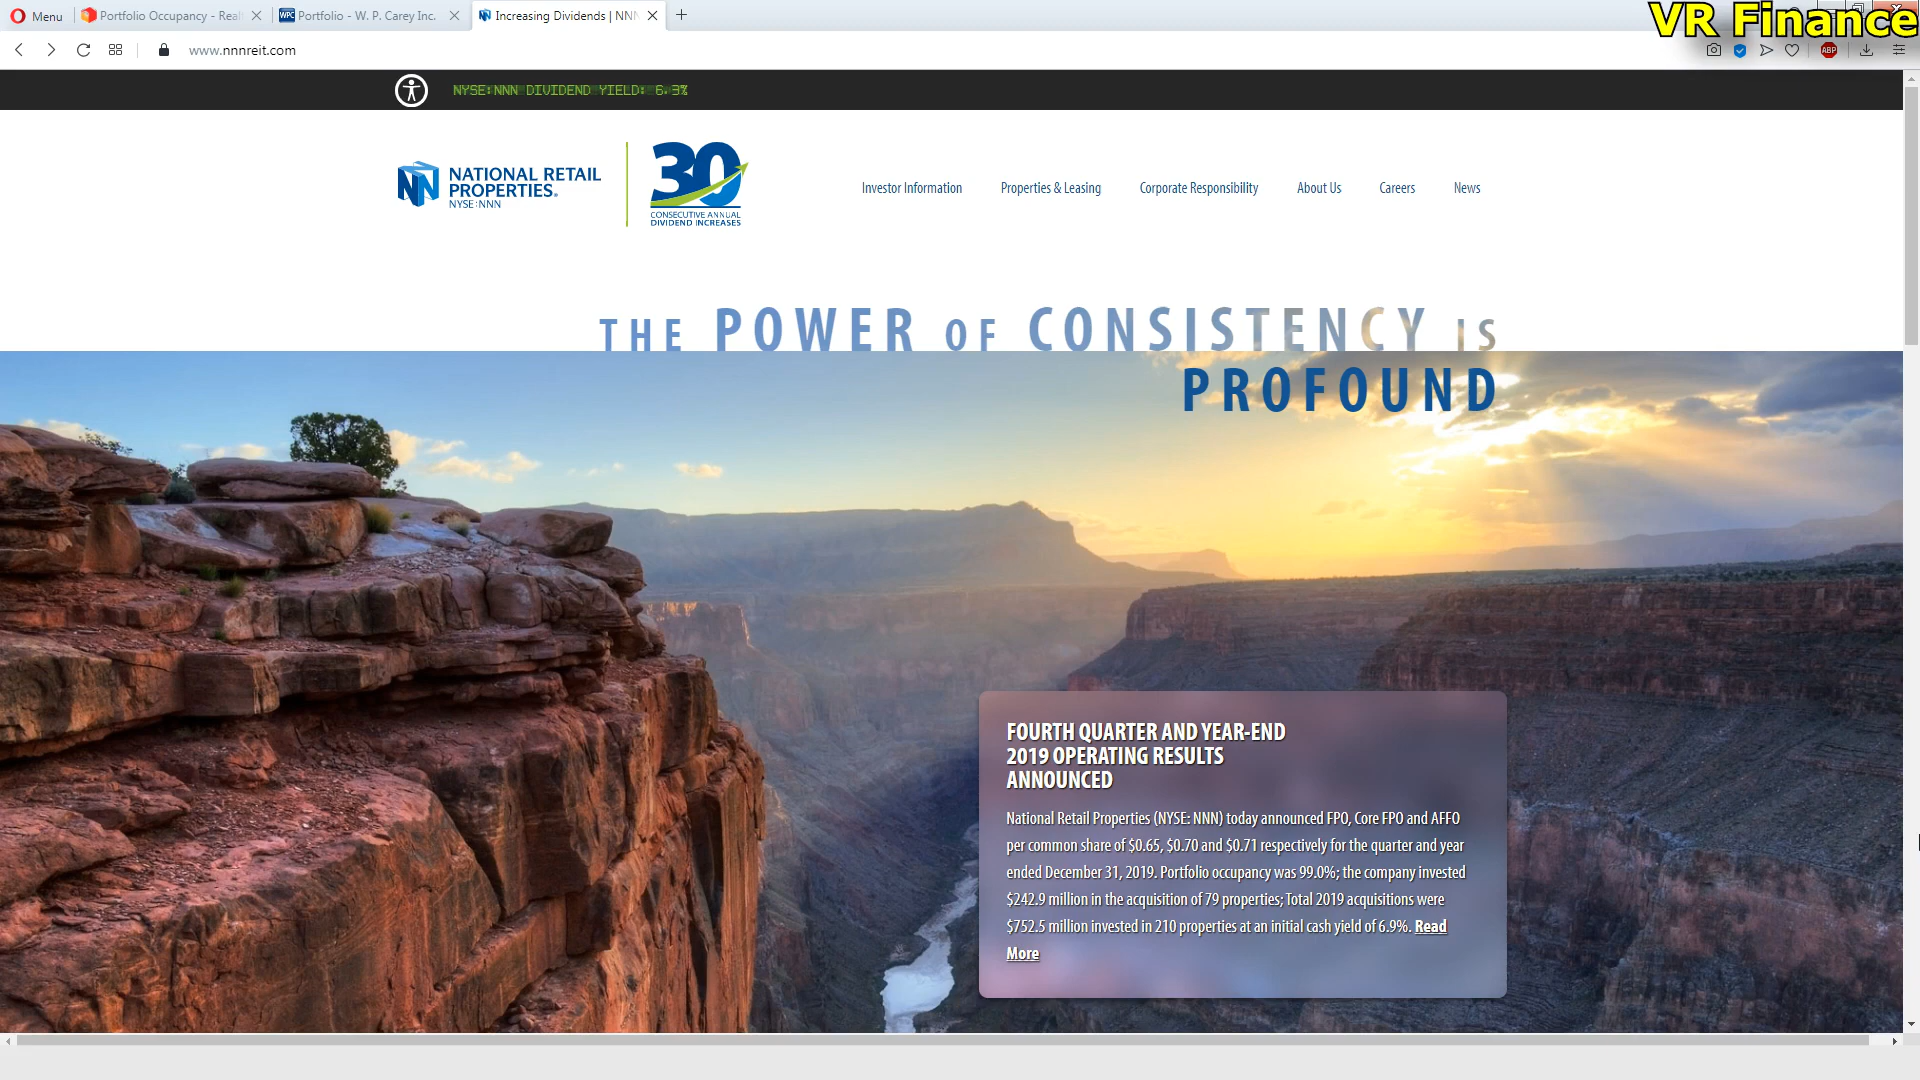 VR Finance
Menu
Portfolio Occupancy - Real
Portfolio - W. P. Carey Inc.
Increasing Dividends | NNN
www.nnnreit.com
ABP
NYSE:NNN DIVIDEND YIELD: 6.3%
NATIONAL RETAIL
PROPERTIES®
NYSE:NNN
30
CONSECUTIVE ANNUAL
DIVIDEND INCREASES
Investor Information
Properties & Leasing
Corporate Responsibility
About Us
Careers
News
THE POWER OF CONSISTENCY IS
PROFOUND
FOURTH QUARTER AND YEAR-END
2019 OPERATING RESULTS
ANNOUNCED
National Retail Properties (NYSE: NNN) today announced FPO, Core FPO and AFFO
per common share of $0.65, $0.70 and $0.71 respectively for the quarter and year
ended December 31, 2019. Portfolio occupancy was 99.0%; the company invested
$242.9 million in the acquisition of 79 properties; Total 2019 acquisitions were
$752.5 million invested in 210 properties at an initial cash yield of 6.9%. Read
More